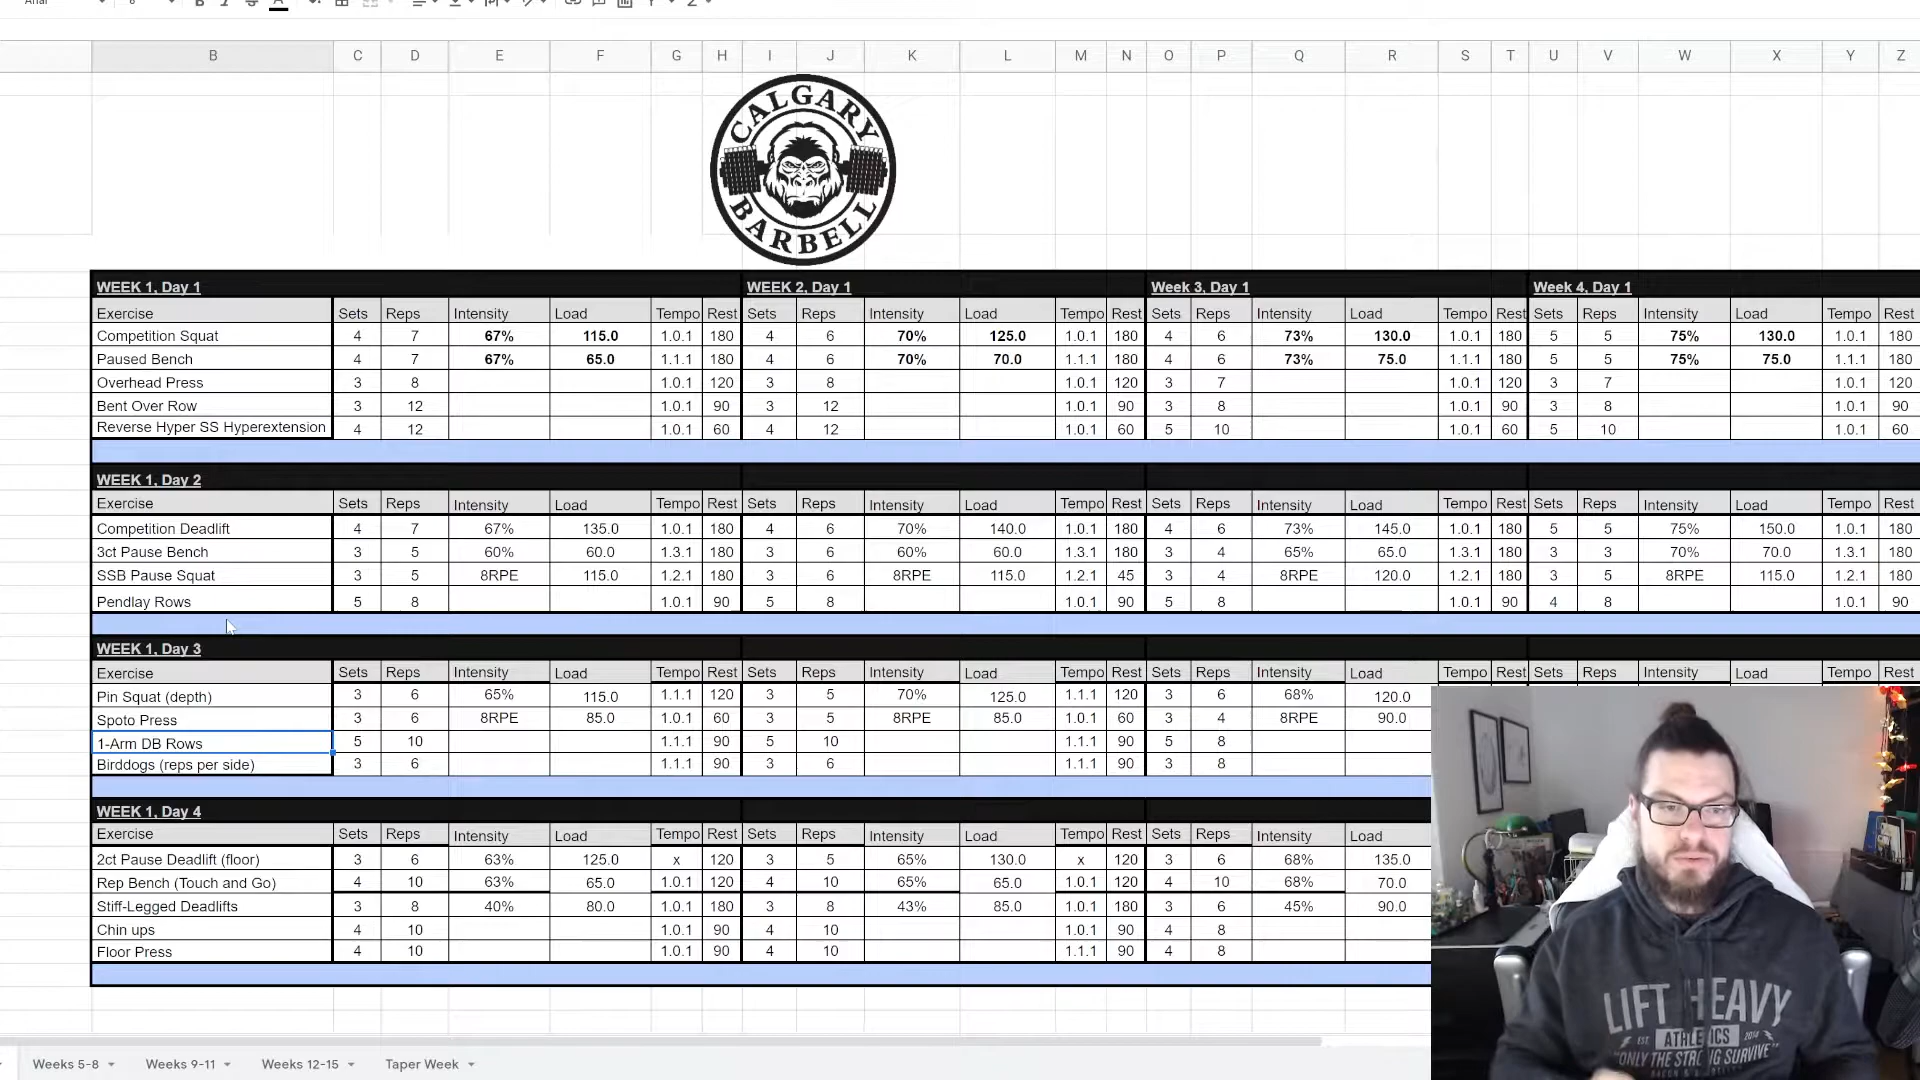 B C D E F G H I J K L M N O P Q R S T U V W X Y Z
CALGARY
BARBELL
WEEK 1, Day 1 WEEK 2, Day 1 Week 3, Day 1 Week 4, Day 1
Exercise Sets Reps Intensity Load Tempo Rest Sets Reps Intensity Load Tempo Rest Sets Reps Intensity Load Tempo Rest Sets Reps Intensity Load Tempo Rest
Competition Squat 4 7 67% 115.0 1.0.1 180 4 6 70% 125.0 1.0.1 180 4 6 73% 130.0 1.0.1 180 5 5 75% 130.0 1.0.1 180
Paused Bench 4 7 67% 65.0 1.1.1 180 4 6 70% 70.0 1.1.1 180 4 6 73% 75.0 1.1.1 180 5 5 75% 75.0 1.1.1 180
Overhead Press 3 8 1.0.1 120 3 8 1.0.1 120 3 7 1.0.1 120 3 7 1.0.1 120
Bent Over Row 3 12 1.0.1 90 3 12 1.0.1 90 3 8 1.0.1 90 3 8 1.0.1 90
Reverse Hyper SS Hyperextension 4 12 1.0.1 60 4 12 1.0.1 60 5 10 1.0.1 60 5 10 1.0.1 60
WEEK 1, Day 2
Exercise Sets Reps Intensity Load Tempo Rest Sets Reps Intensity Load Tempo Rest Sets Reps Intensity Load Tempo Rest Sets Reps Intensity Load Tempo Rest
Competition Deadlift 4 7 67% 135.0 1.0.1 180 4 6 70% 140.0 1.0.1 180 4 6 73% 145.0 1.0.1 180 5 5 75% 150.0 1.0.1 180
3ct Pause Bench 3 5 60% 60.0 1.3.1 180 3 6 60% 60.0 1.3.1 180 3 4 65% 65.0 1.3.1 180 3 3 70% 70.0 1.3.1 180
SSB Pause Squat 3 5 8RPE 115.0 1.2.1 180 3 6 8RPE 115.0 1.2.1 45 3 4 8RPE 120.0 1.2.1 180 3 5 8RPE 115.0 1.2.1 180
Pendlay Rows 5 8 1.0.1 90 5 8 1.0.1 90 5 8 1.0.1 90 4 8 1.0.1 90
WEEK 1, Day 3
Exercise Sets Reps Intensity Load Tempo Rest Sets Reps Intensity Load Tempo Rest Sets Reps Intensity Load Tempo Rest Sets Reps Intensity Load Tempo Rest
Pin Squat (depth) 3 6 65% 115.0 1.1.1 120 3 5 70% 125.0 1.1.1 120 3 6 68% 120.0
Spoto Press 3 6 8RPE 85.0 1.0.1 60 3 5 8RPE 85.0 1.0.1 60 3 4 8RPE 90.0
1-Arm DB Rows 5 10 1.1.1 90 5 10 1.1.1 90 5 8
Birddogs (reps per side) 3 6 1.1.1 90 3 6 1.1.1 90 3 8
WEEK 1, Day 4
Exercise Sets Reps Intensity Load Tempo Rest Sets Reps Intensity Load Tempo Rest Sets Reps Intensity Load
2ct Pause Deadlift (floor) 3 6 63% 125.0 x 120 3 5 65% 130.0 x 120 3 6 68% 135.0
Rep Bench (Touch and Go) 4 10 63% 65.0 1.0.1 120 4 10 65% 65.0 1.0.1 120 4 10 68% 70.0
Stiff-Legged Deadlifts 3 8 40% 80.0 1.0.1 180 3 8 43% 85.0 1.0.1 180 3 6 45% 90.0
Chin ups 4 10 1.0.1 90 4 10 1.0.1 90 4 8
Floor Press 4 10 1.0.1 90 4 10 1.1.1 90 4 8
LIFT HEAVY
EST. ATHLETICS 2014
"ONLY THE STRONG SURVIVE"
Weeks 5-8 Weeks 9-11 Weeks 12-15 Taper Week